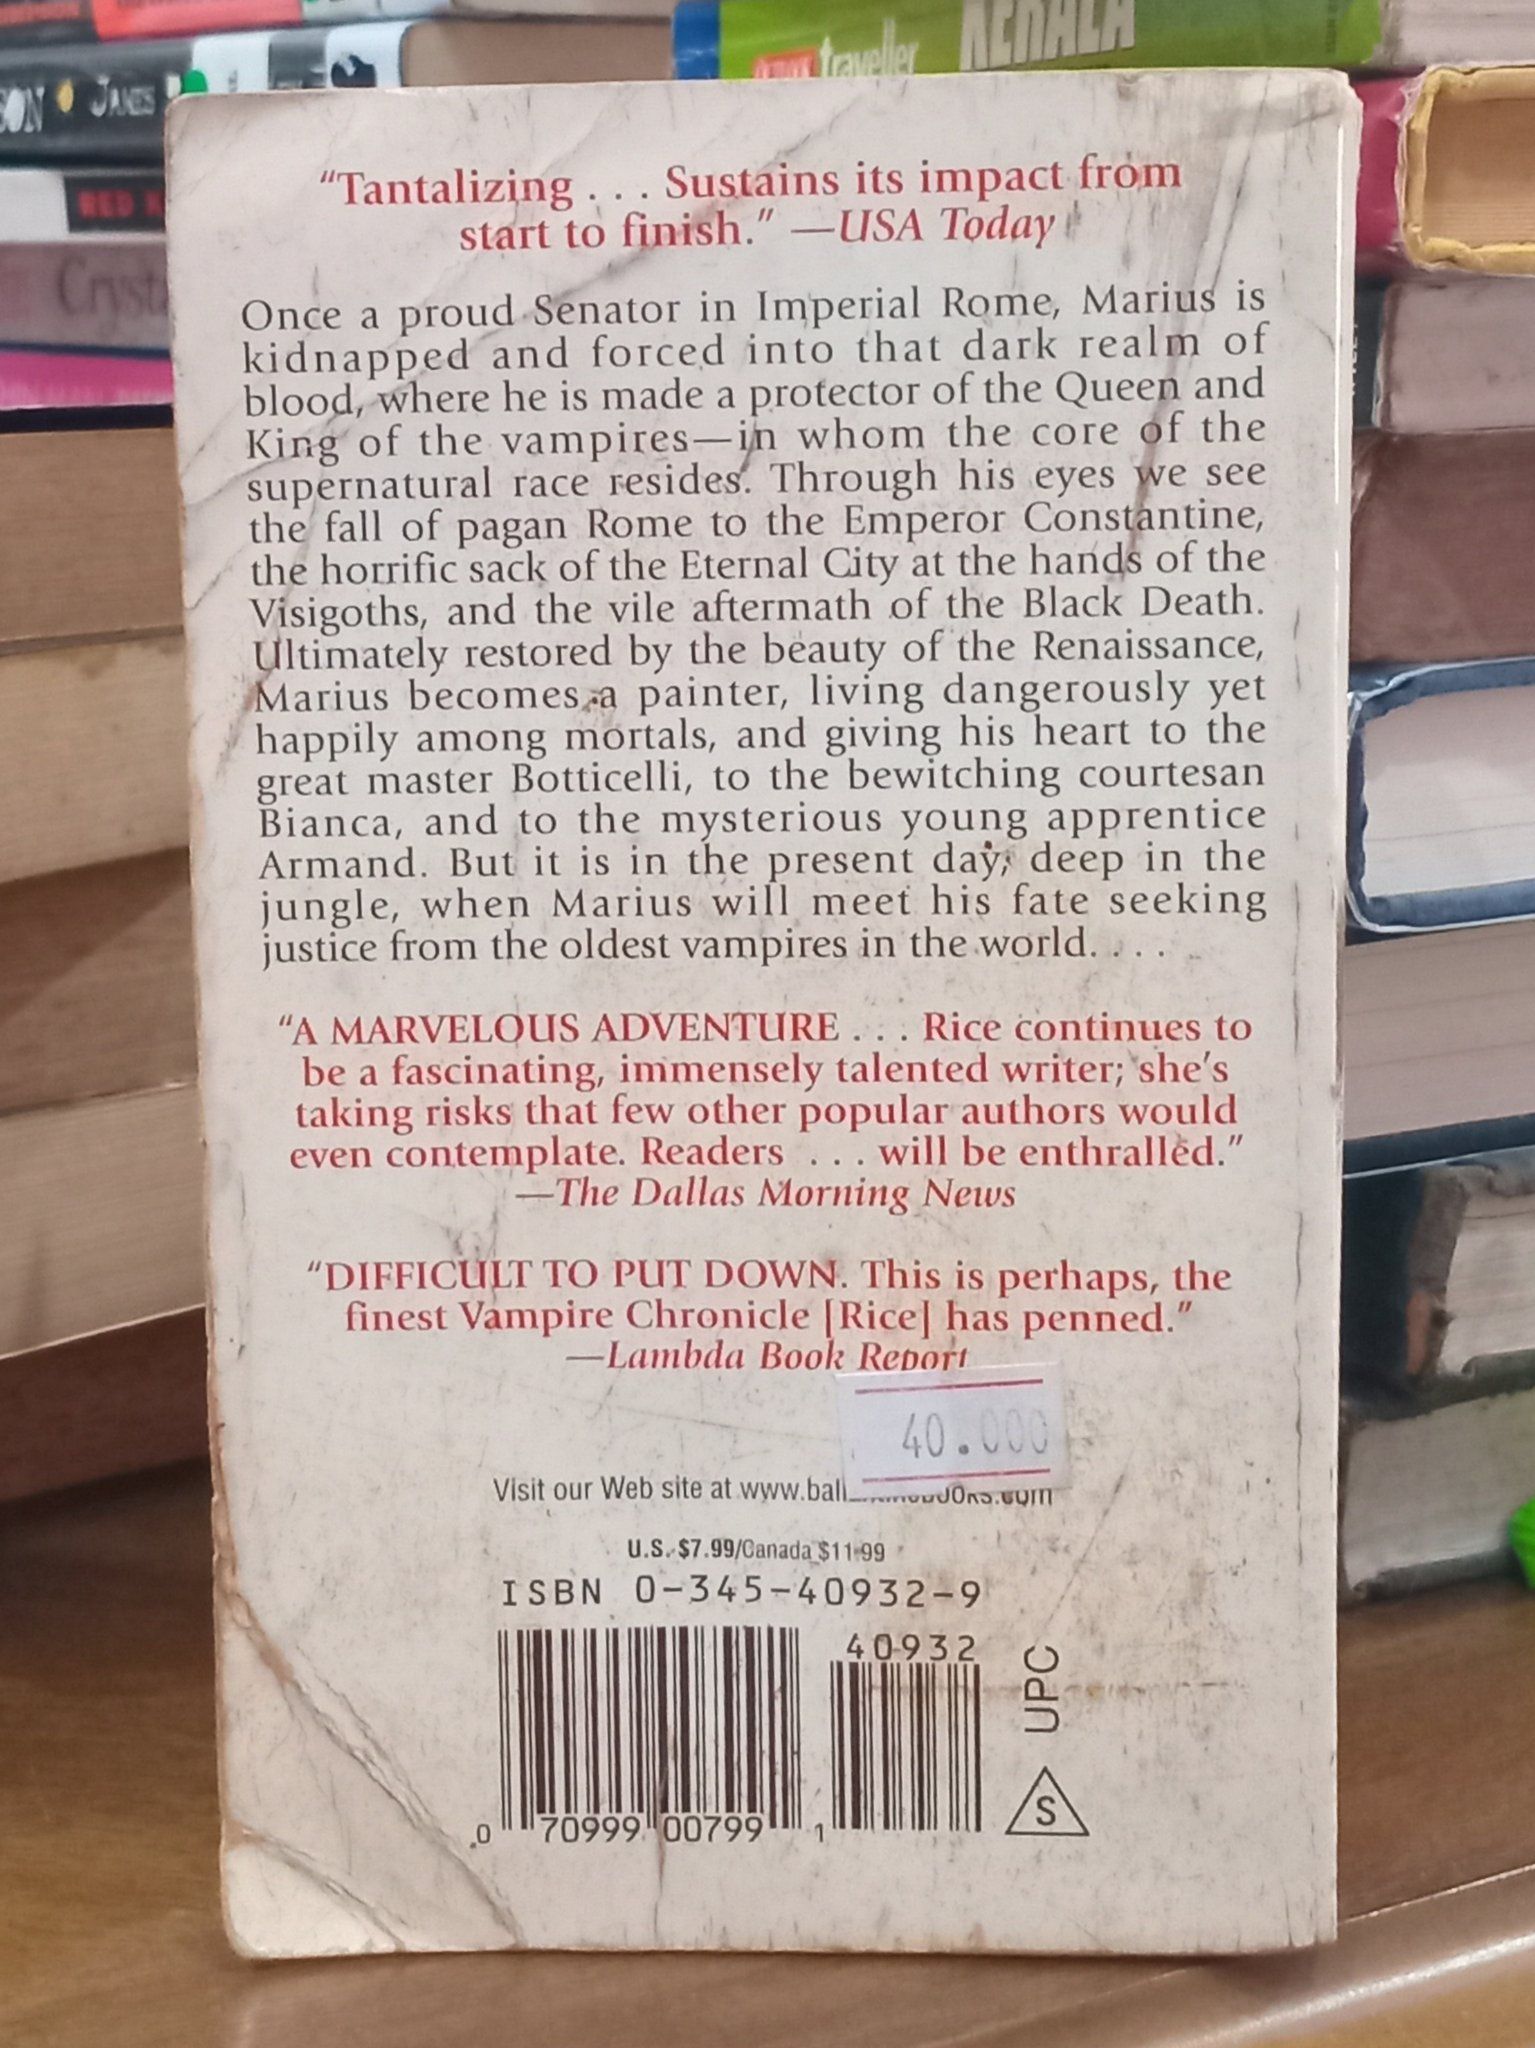 traveller
KERALA
JAMES
"Tantalizing . . . Sustains its impact from
start to finish." —USA Today
Once a proud Senator in Imperial Rome, Marius is
kidnapped and forced into that dark realm of
blood, where he is made a protector of the Queen and
King of the vampires—in whom the core of the
supernatural race resides. Through his eyes we see
the fall of pagan Rome to the Emperor Constantine,
the horrific sack of the Eternal City at the hands of the
Visigoths, and the vile aftermath of the Black Death.
Ultimately restored by the beauty of the Renaissance,
Marius becomes a painter, living dangerously yet
happily among mortals, and giving his heart to the
great master Botticelli, to the bewitching courtesan
Bianca, and to the mysterious young apprentice
Armand. But it is in the present day, deep in the
jungle, when Marius will meet his fate seeking
justice from the oldest vampires in the world. . . .
"A MARVELOUS ADVENTURE . . . Rice continues to
be a fascinating, immensely talented writer; she's
taking risks that few other popular authors would
even contemplate. Readers . . . will be enthralled."
—The Dallas Morning News
"DIFFICULT TO PUT DOWN. This is perhaps, the
finest Vampire Chronicle [Rice] has penned."
—Lambda Book Report
40.000
Visit our Web site at
U.S. $7.99/Canada $11.99
ISBN 0-345-40932-9
40932
UPC
S
0 70999 00799 1